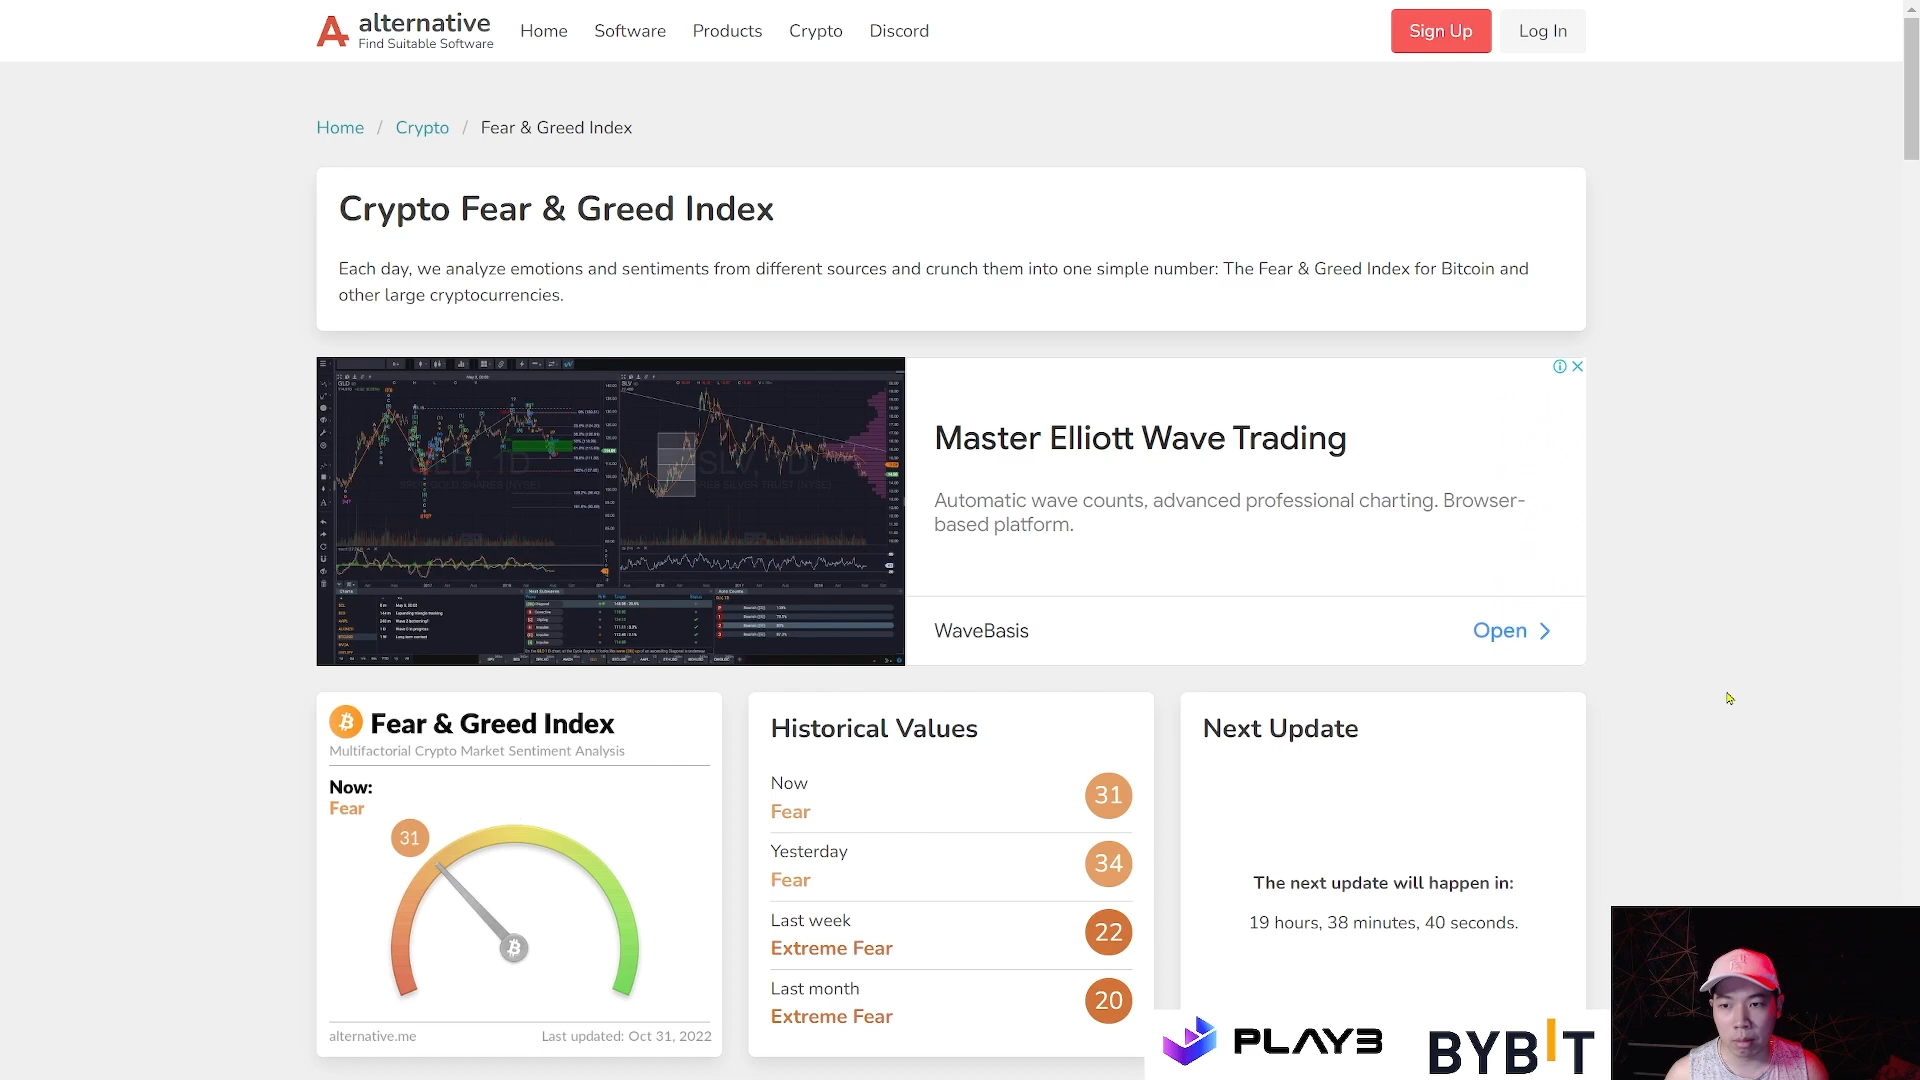 alternative
Find Suitable Software
Home
Software
Products
Crypto
Discord
Sign Up
Log In
Home / Crypto / Fear & Greed Index
Crypto Fear & Greed Index
Each day, we analyze emotions and sentiments from different sources and crunch them into one simple number: The Fear & Greed Index for Bitcoin and
other large cryptocurrencies.
Master Elliott Wave Trading
Automatic wave counts, advanced professional charting. Browser-
based platform.
WaveBasis
Open
Fear & Greed Index
Multifactorial Crypto Market Sentiment Analysis
Now:
Fear
31
alternative.me
Last updated: Oct 31, 2022
Historical Values
Now
Fear
31
Yesterday
Fear
34
Last week
Extreme Fear
22
Last month
Extreme Fear
20
Next Update
The next update will happen in:
19 hours, 38 minutes, 40 seconds.
PLAY3
BYBIT